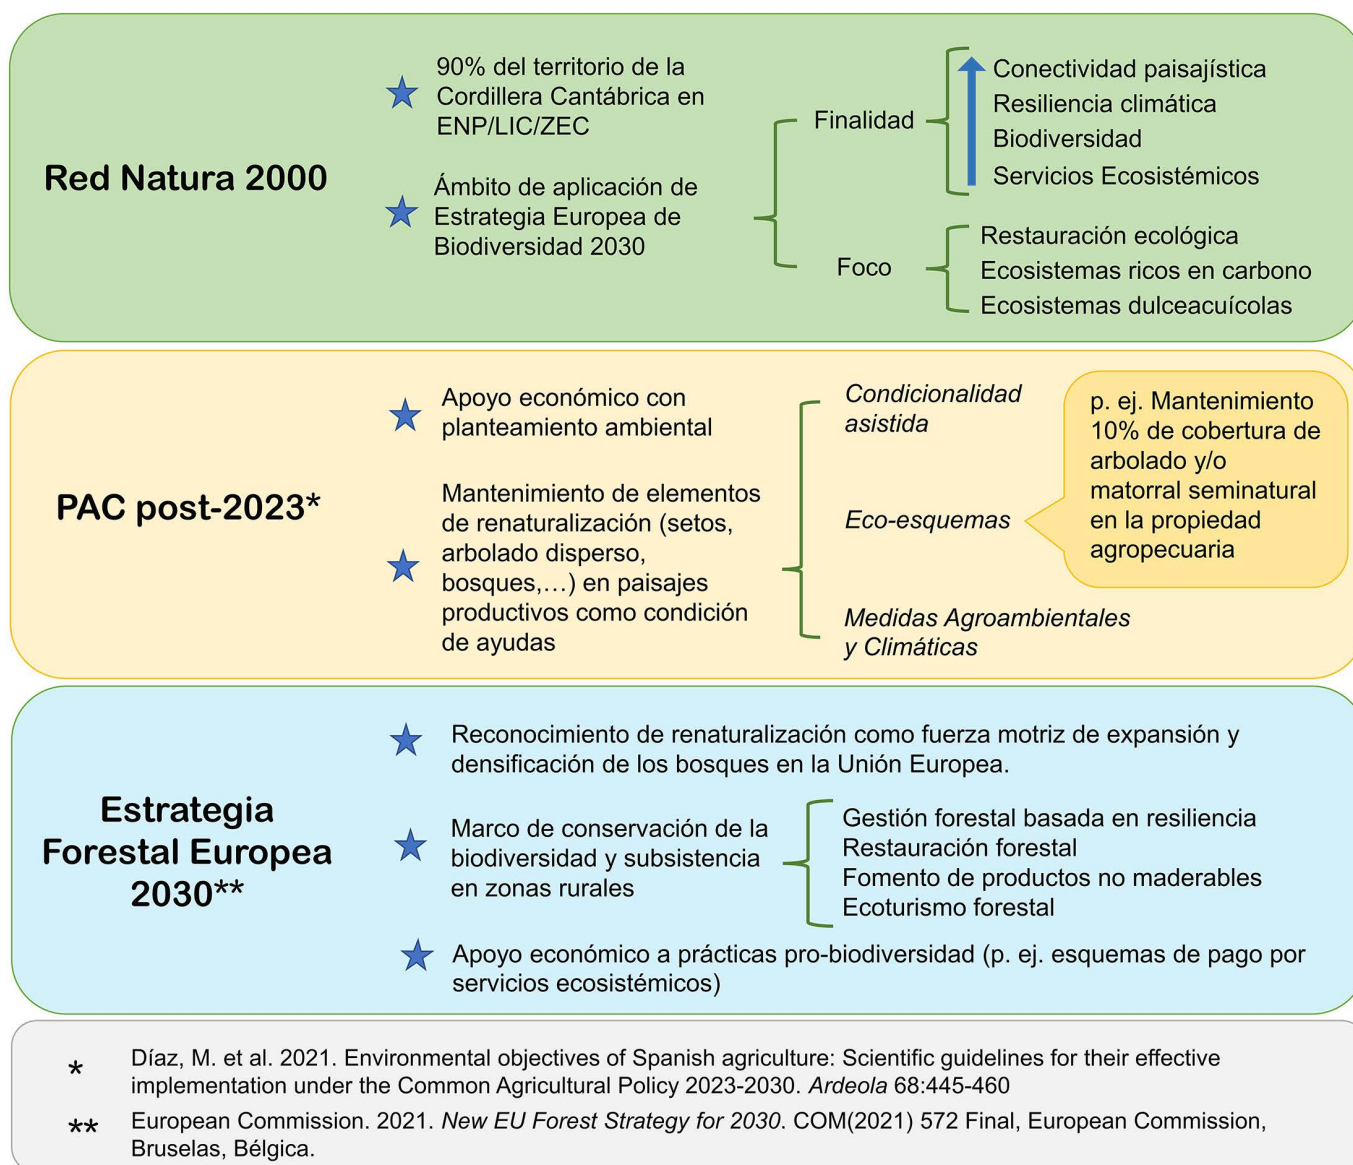 Red Natura 2000
90% del territorio de la
Cordillera Cantábrica en
ENP/LIC/ZEC
Ámbito de aplicación de
Estrategia Europea de
Biodiversidad 2030
Finalidad
Conectividad paisajística
Resiliencia climática
Biodiversidad
Servicios Ecosistémicos
Foco
Restauración ecológica
Ecosistemas ricos en carbono
Ecosistemas dulceacuícolas
PAC post-2023*
Apoyo económico con
planteamiento ambiental
Mantenimiento de elementos
de renaturalización (setos,
arbolado disperso,
bosques,…) en paisajes
productivos como condición
de ayudas
Condicionalidad
asistida
Eco-esquemas
p. ej. Mantenimiento
10% de cobertura de
arbolado y/o
matorral seminatural
en la propiedad
agropecuaria
Medidas Agroambientales
y Climáticas
Estrategia
Forestal Europea
2030**
Reconocimiento de renaturalización como fuerza motriz de expansión y
densificación de los bosques en la Unión Europea.
Marco de conservación de la
biodiversidad y subsistencia
en zonas rurales
Gestión forestal basada en resiliencia
Restauración forestal
Fomento de productos no maderables
Ecoturismo forestal
Apoyo económico a prácticas pro-biodiversidad (p. ej. esquemas de pago por
servicios ecosistémicos)
* Díaz, M. et al. 2021. Environmental objectives of Spanish agriculture: Scientific guidelines for their effective
implementation under the Common Agricultural Policy 2023-2030. Ardeola 68:445-460
** European Commission. 2021. New EU Forest Strategy for 2030. COM(2021) 572 Final, European Commission,
Bruselas, Bélgica.